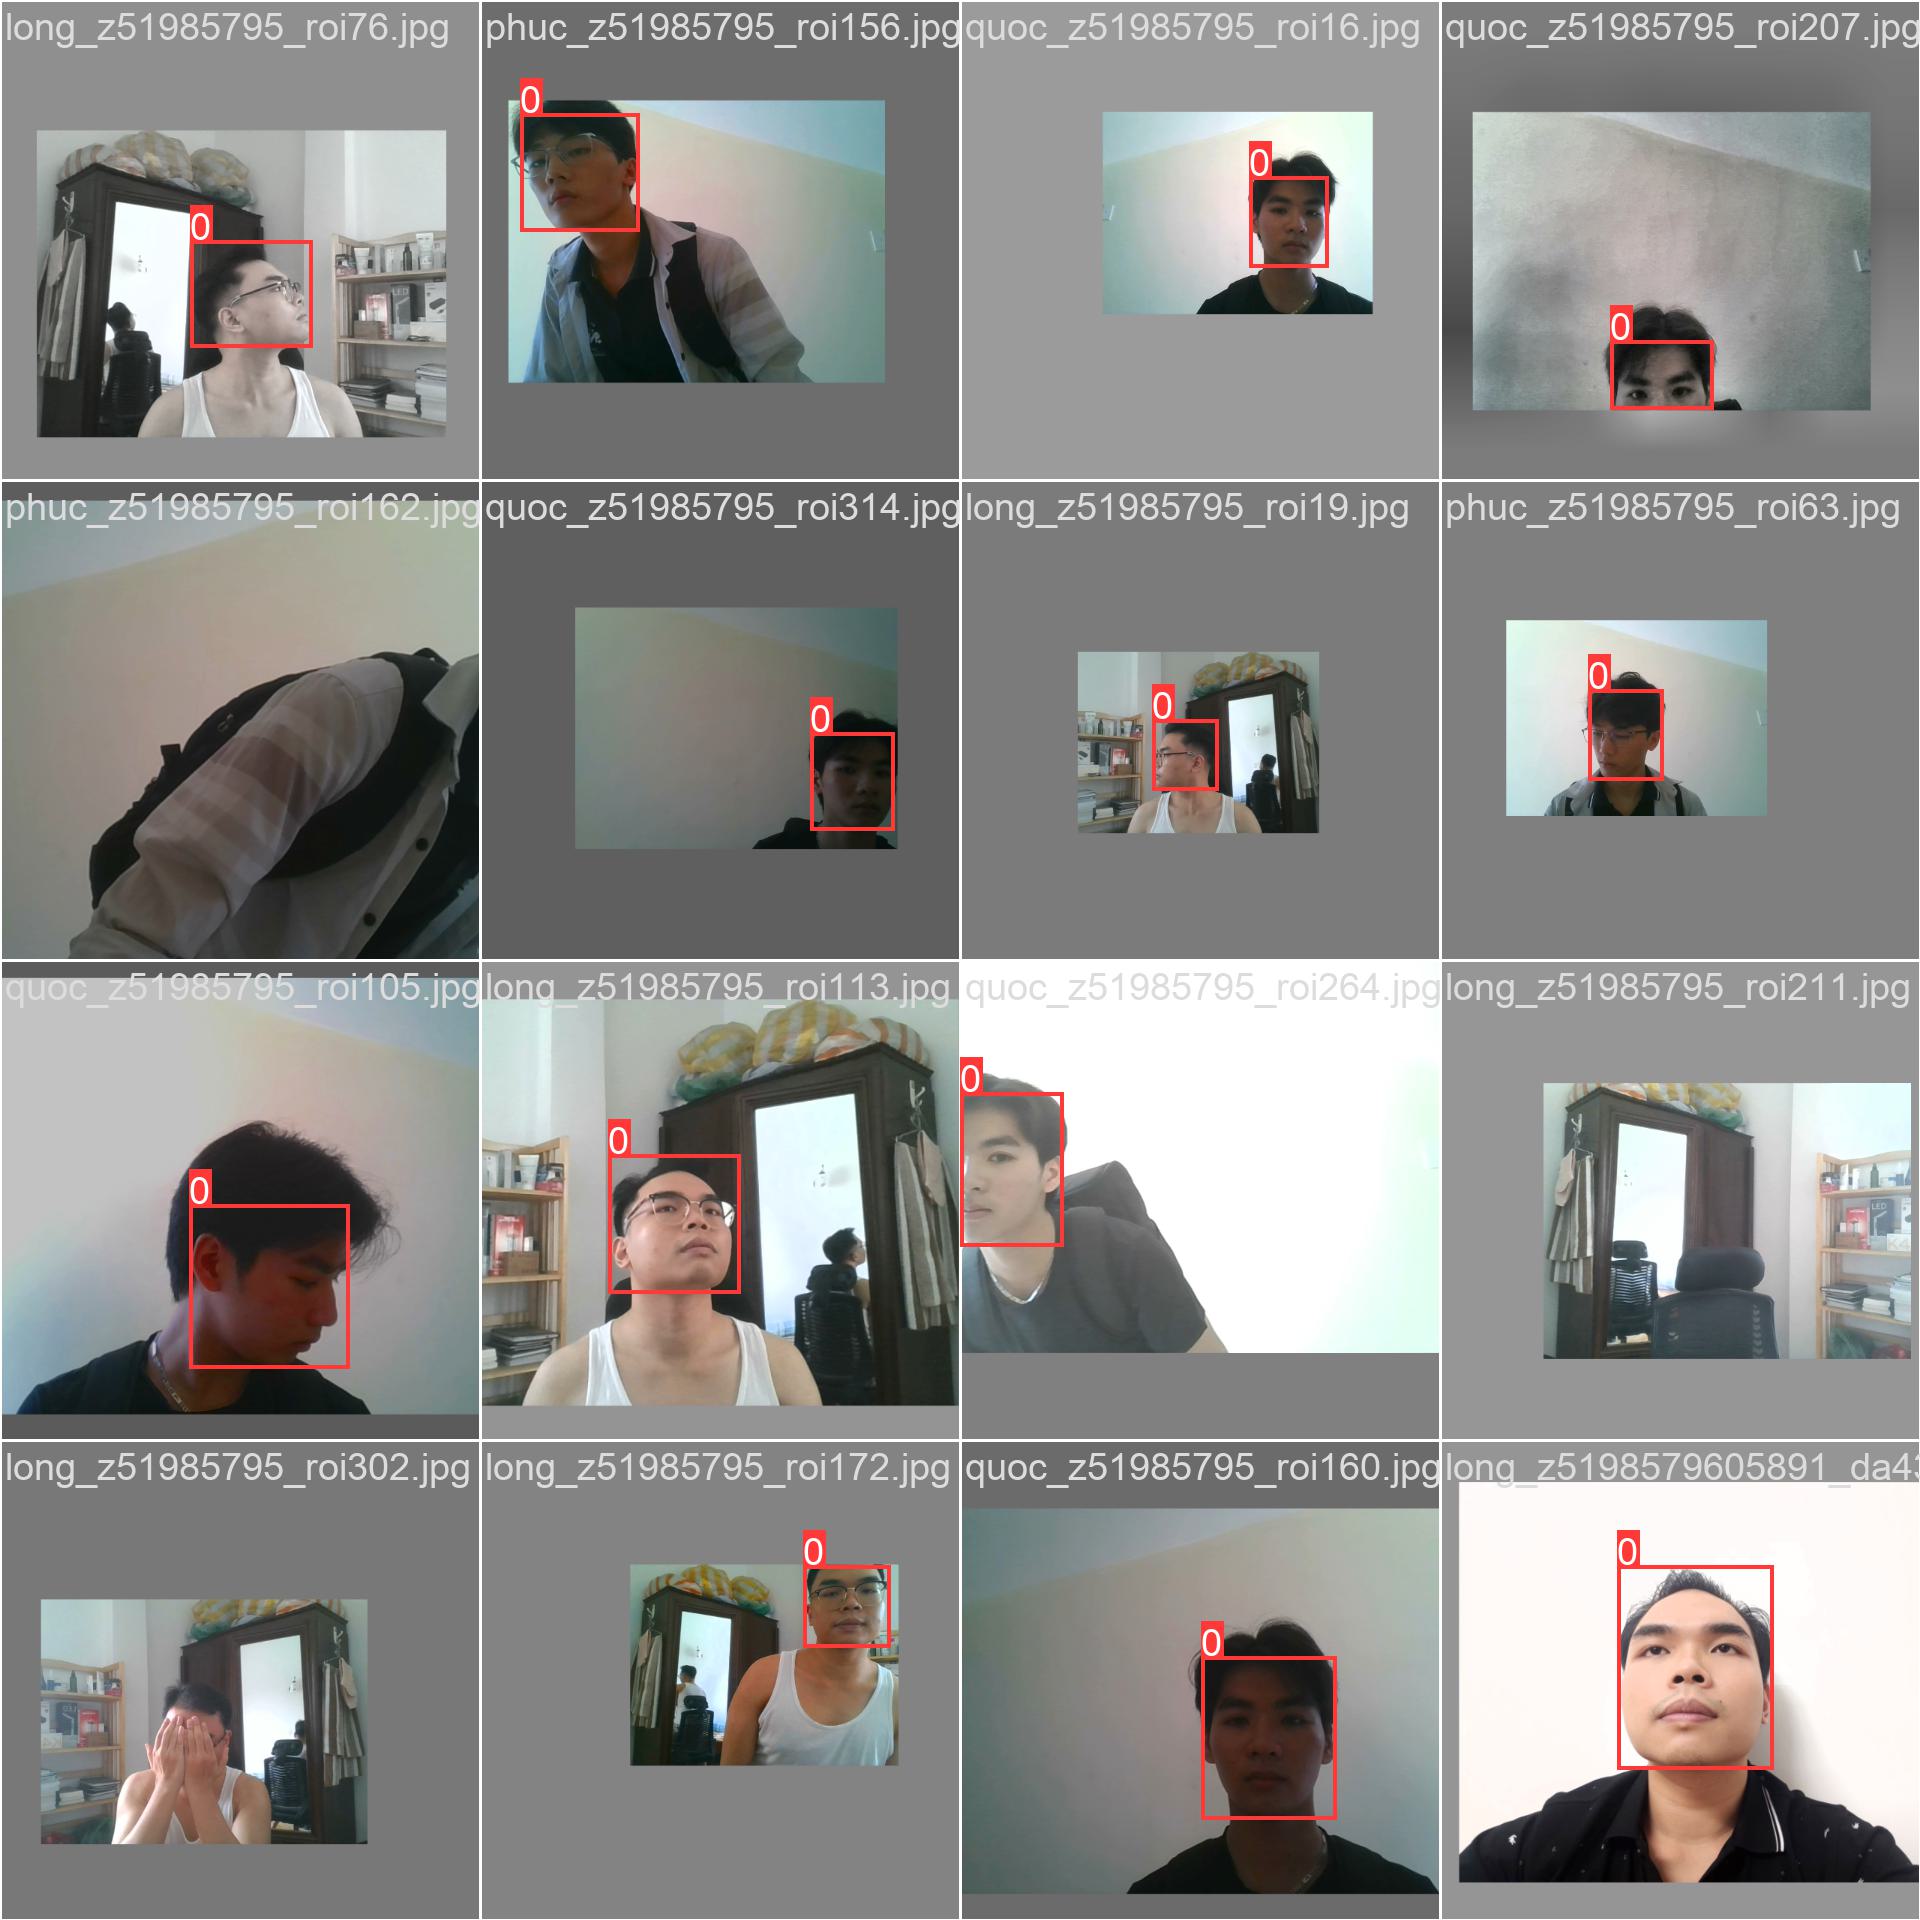 long_z51985795_roi76.jpg
phuc_z51985795_roi156.jpg
quoc_z51985795_roi16.jpg
quoc_z51985795_roi207.jpg
0
0
0
0
phuc_z51985795_roi162.jpg
quoc_z51985795_roi314.jpg
long_z51985795_roi19.jpg
phuc_z51985795_roi63.jpg
0
0
0
quoc_z51985795_roi105.jpg
long_z51985795_roi113.jpg
quoc_z51985795_roi264.jpg
long_z51985795_roi211.jpg
0
0
0
LED
long_z51985795_roi302.jpg
long_z51985795_roi172.jpg
quoc_z51985795_roi160.jpg
long_z5198579605891_da43
0
0
0